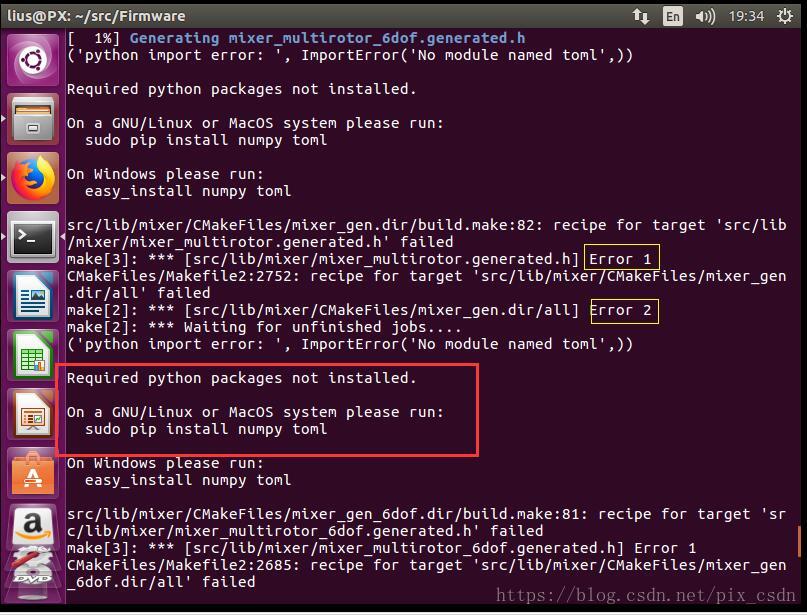 lius@PX: ~/src/Firmware
En
19:34
[  1%] Generating mixer_multirotor_6dof.generated.h
('python import error: ', ImportError('No module named toml',))
Required python packages not installed.
On a GNU/Linux or MacOS system please run:
  sudo pip install numpy toml
On Windows please run:
  easy_install numpy toml
src/lib/mixer/CMakeFiles/mixer_gen.dir/build.make:82: recipe for target 'src/lib
/mixer/mixer_multirotor.generated.h' failed
make[3]: *** [src/lib/mixer/mixer_multirotor.generated.h] Error 1
CMakeFiles/Makefile2:2752: recipe for target 'src/lib/mixer/CMakeFiles/mixer_gen
.dir/all' failed
make[2]: *** [src/lib/mixer/CMakeFiles/mixer_gen.dir/all] Error 2
make[2]: *** Waiting for unfinished jobs....
('python import error: ', ImportError('No module named toml',))
Required python packages not installed.
On a GNU/Linux or MacOS system please run:
  sudo pip install numpy toml
On Windows please run:
  easy_install numpy toml
src/lib/mixer/CMakeFiles/mixer_gen_6dof.dir/build.make:81: recipe for target 'sr
c/lib/mixer/mixer_multirotor_6dof.generated.h' failed
make[3]: *** [src/lib/mixer/mixer_multirotor_6dof.generated.h] Error 1
CMakeFiles/Makefile2:2685: recipe for target 'src/lib/mixer/CMakeFiles/mixer_gen
_6dof.dir/all' failed
https://blog.csdn.net/pix_csdn